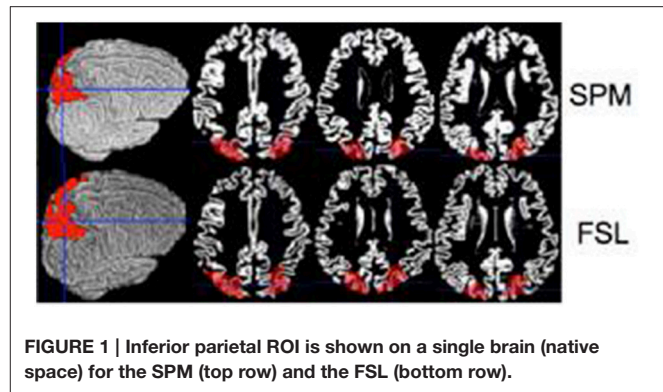 SPM
FSL
FIGURE 1 | Inferior parietal ROI is shown on a single brain (native
space) for the SPM (top row) and the FSL (bottom row).